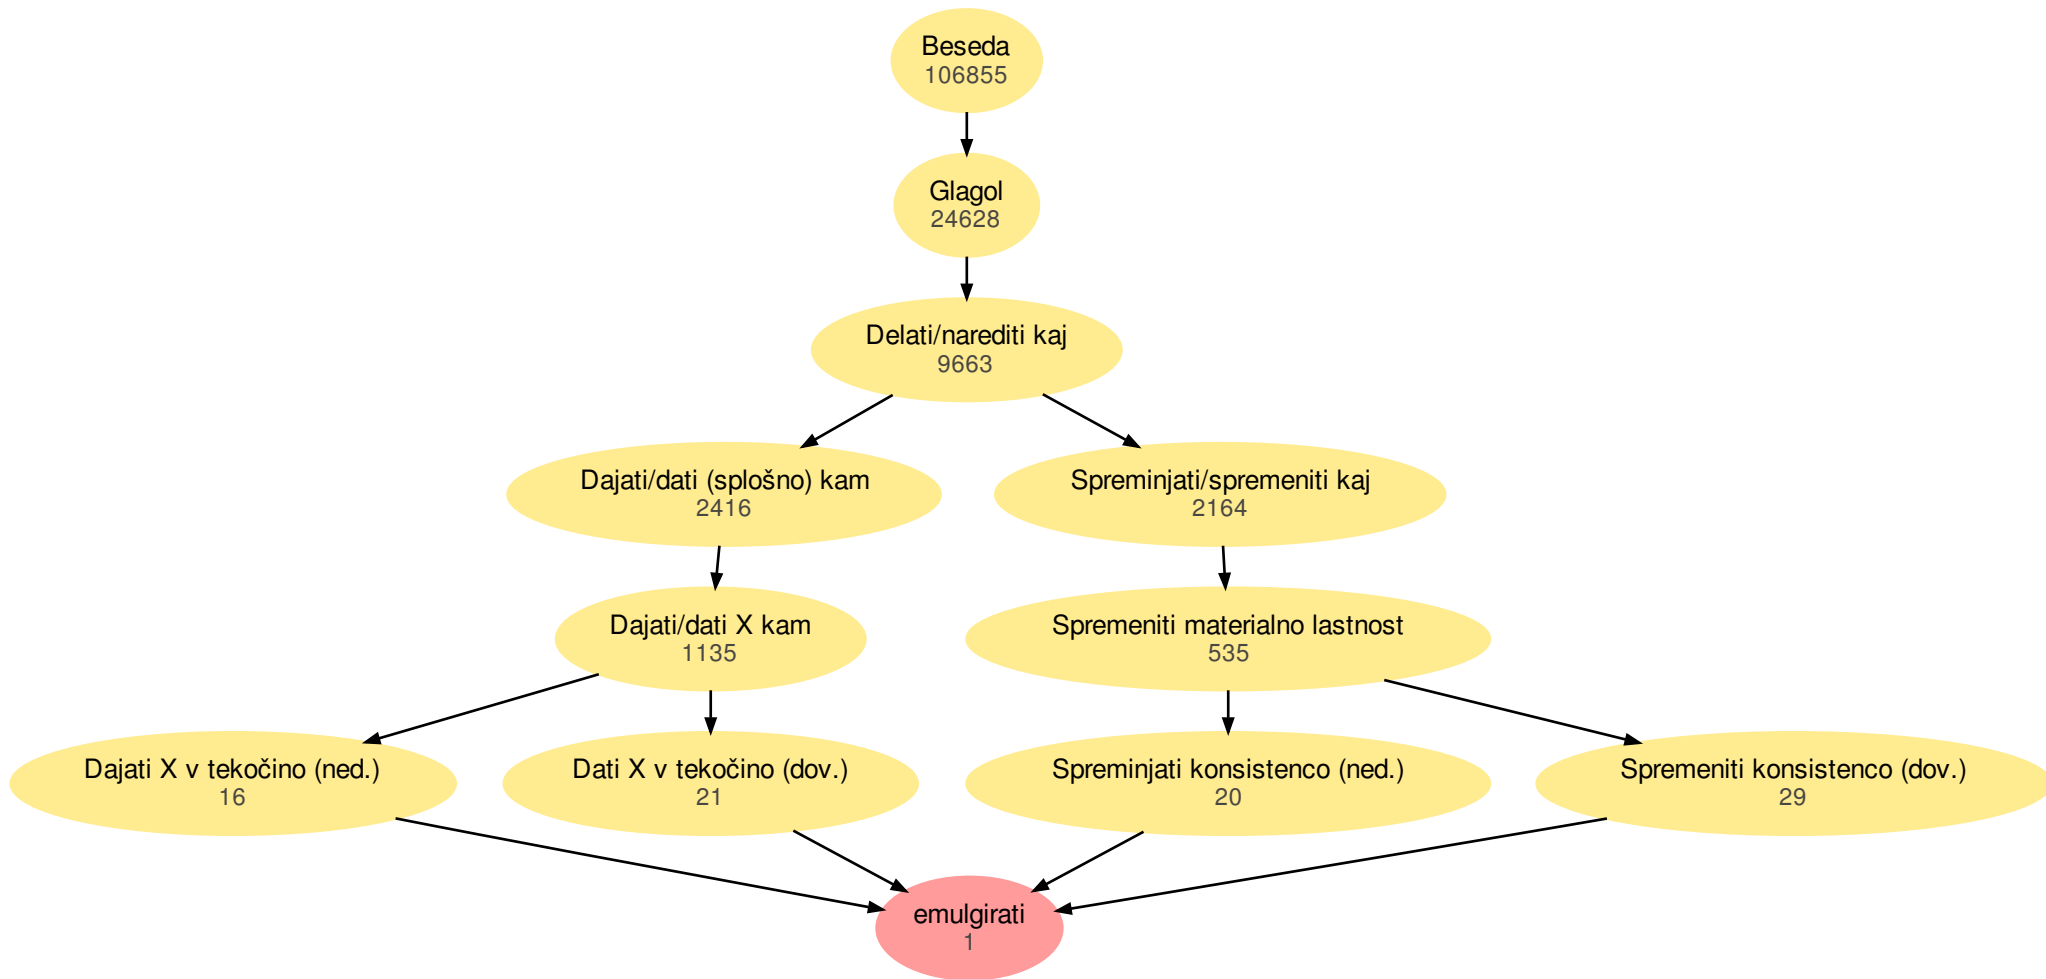 Beseda
106855
Glagol
24628
Delati/narediti kaj
9663
Dajati/dati (splošno) kam
2416
Spreminjati/spremeniti kaj
2164
Dajati/dati X kam
1135
Spremeniti materialno lastnost
535
Dajati X v tekočino (ned.)
16
Dati X v tekočino (dov.)
21
Spreminjati konsistenco (ned.)
20
Spremeniti konsistenco (dov.)
29
emulgirati
1